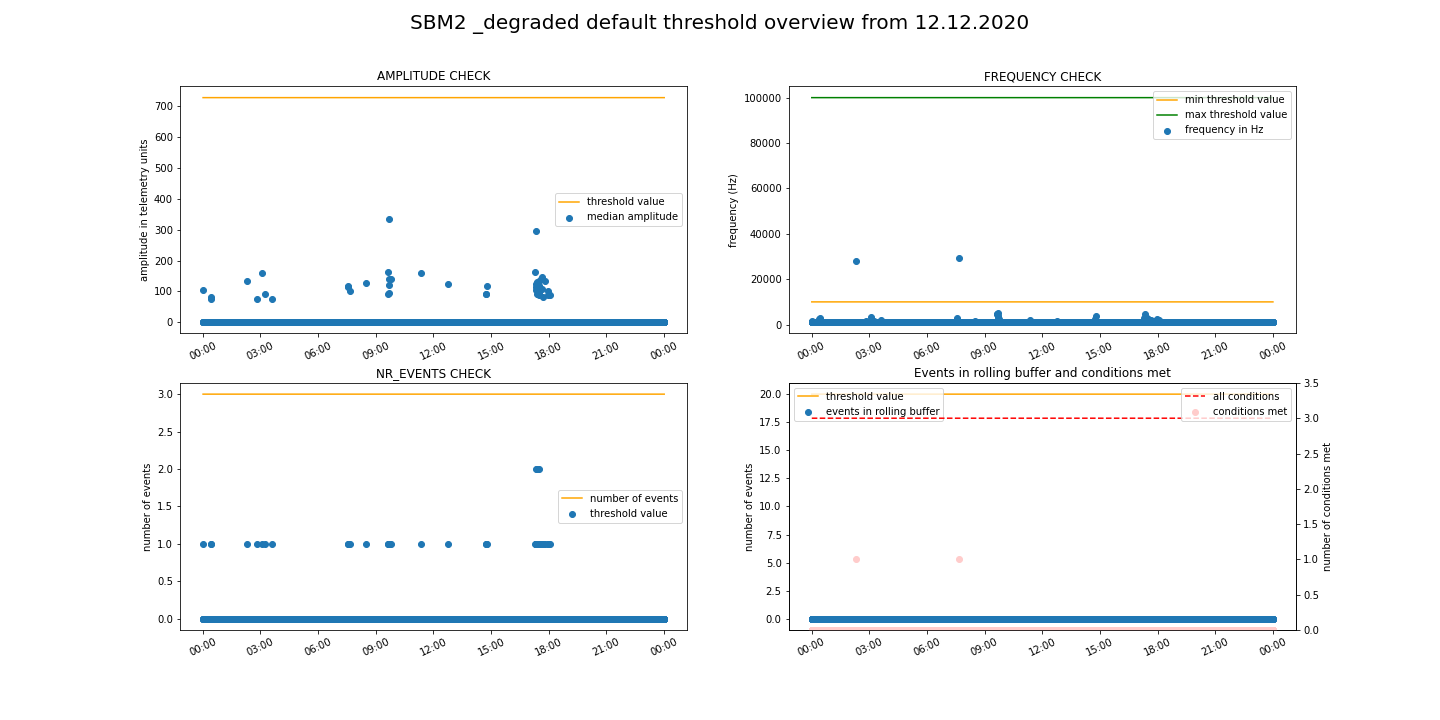 SBM2 _degraded default threshold overview from 12.12.2020
AMPLITUDE CHECK
amplitude in telemetry units
700
600
500
400
300
200
100
0
threshold value
median amplitude
00:00 03:00 06:00 09:00 12:00 15:00 18:00 21:00 00:00
FREQUENCY CHECK
frequency (Hz)
100000
80000
60000
40000
20000
0
min threshold value
max threshold value
frequency in Hz
00:00 03:00 06:00 09:00 12:00 15:00 18:00 21:00 00:00
NR_EVENTS CHECK
number of events
3.0
2.5
2.0
1.5
1.0
0.5
0.0
number of events
threshold value
00:00 03:00 06:00 09:00 12:00 15:00 18:00 21:00 00:00
Events in rolling buffer and conditions met
number of events
20.0
17.5
15.0
12.5
10.0
7.5
5.0
2.5
0.0
threshold value
events in rolling buffer
all conditions
conditions met
3.5
3.0
2.5
2.0
1.5
1.0
0.5
0.0
number of conditions met
00:00 03:00 06:00 09:00 12:00 15:00 18:00 21:00 00:00